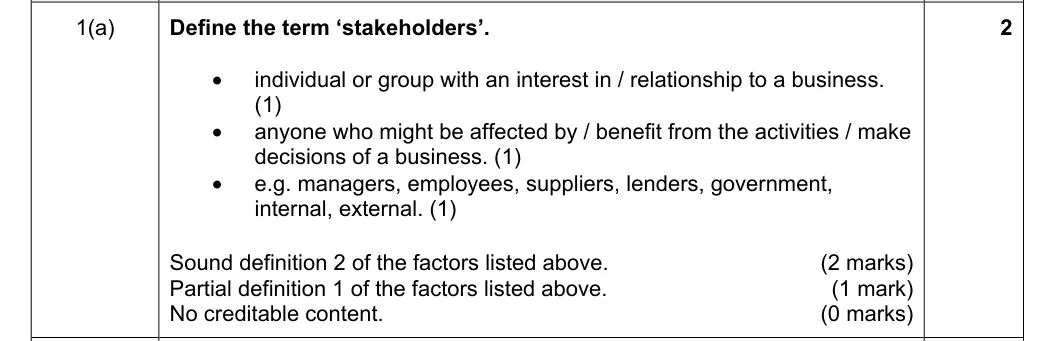 1(a) Define the term ‘stakeholders’. 2
• individual or group with an interest in / relationship to a business.
(1)
• anyone who might be affected by / benefit from the activities / make
decisions of a business. (1)
• e.g. managers, employees, suppliers, lenders, government,
internal, external. (1)
Sound definition 2 of the factors listed above. (2 marks)
Partial definition 1 of the factors listed above. (1 mark)
No creditable content. (0 marks)